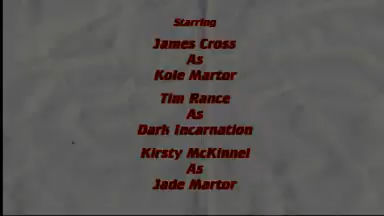 Starring
James Cross
As
Kole Martor
Tim Rance
As
Dark Incarnation
Kirsty McKinnel
As
Jade Martor